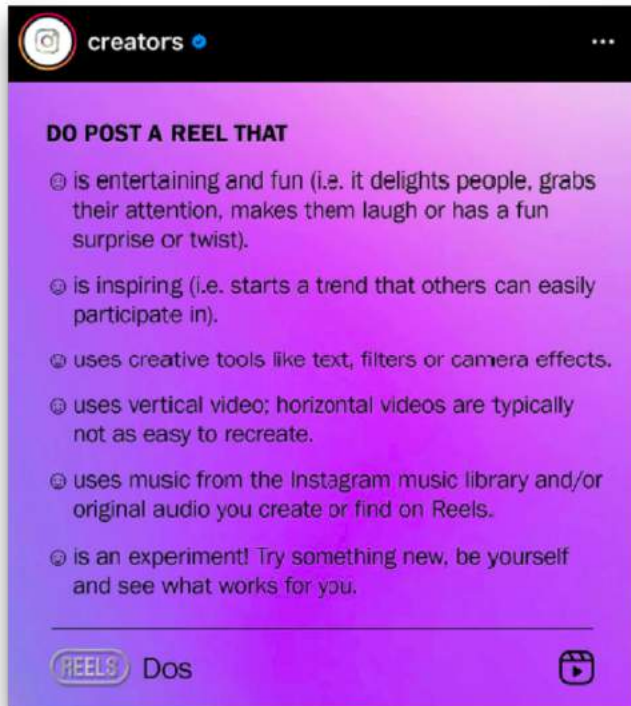 creators
DO POST A REEL THAT
is entertaining and fun (i.e. it delights people, grabs
their attention, makes them laugh or has a fun
surprise or twist).
is inspiring (i.e. starts a trend that others can easily
participate in).
uses creative tools like text, filters or camera effects.
uses vertical video; horizontal videos are typically
not as easy to recreate.
uses music from the Instagram music library and/or
original audio you create or find on Reels.
is an experiment! Try something new, be yourself
and see what works for you.
REELS Dos